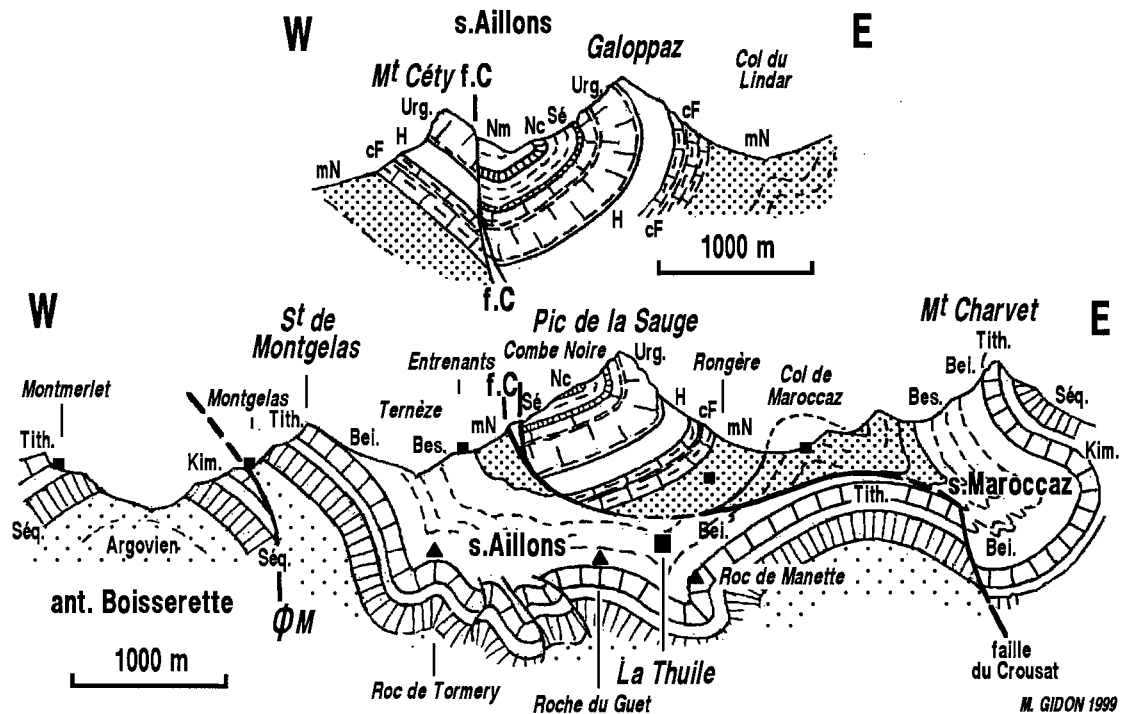 W
s.Aillons
E
Galoppaz
Col du
Lindar
Mt Céty
f.C
Urg.
Urg.
Nm
Nc
Sé
cF
H
cF
mN
mN
H
cF
f.C
1000 m
W
E
St de
Montgelas
Pic de la Sauge
Mt Charvet
Entrenants
Combe Noire
Urg.
Rongère
Tith.
Montmerlet
Montgelas
f.C
Nc
Col de
Maroccaz
Bei.
Ternèze
Sé
H
cF
Tith.
Bei.
Bes.
mN
mN
Bes.
Séq.
Tith.
Kim.
Kim.
Séq.
Argovien
Séq.
s.Aillons
Bei.
Tith.
s.Maroccaz
Bei.
Roc de Manette
ant. Boisserette
ΦM
1000 m
La Thuile
faille
du Crousat
Roc de Tormery
Roche du Guet
M. GIDON 1999